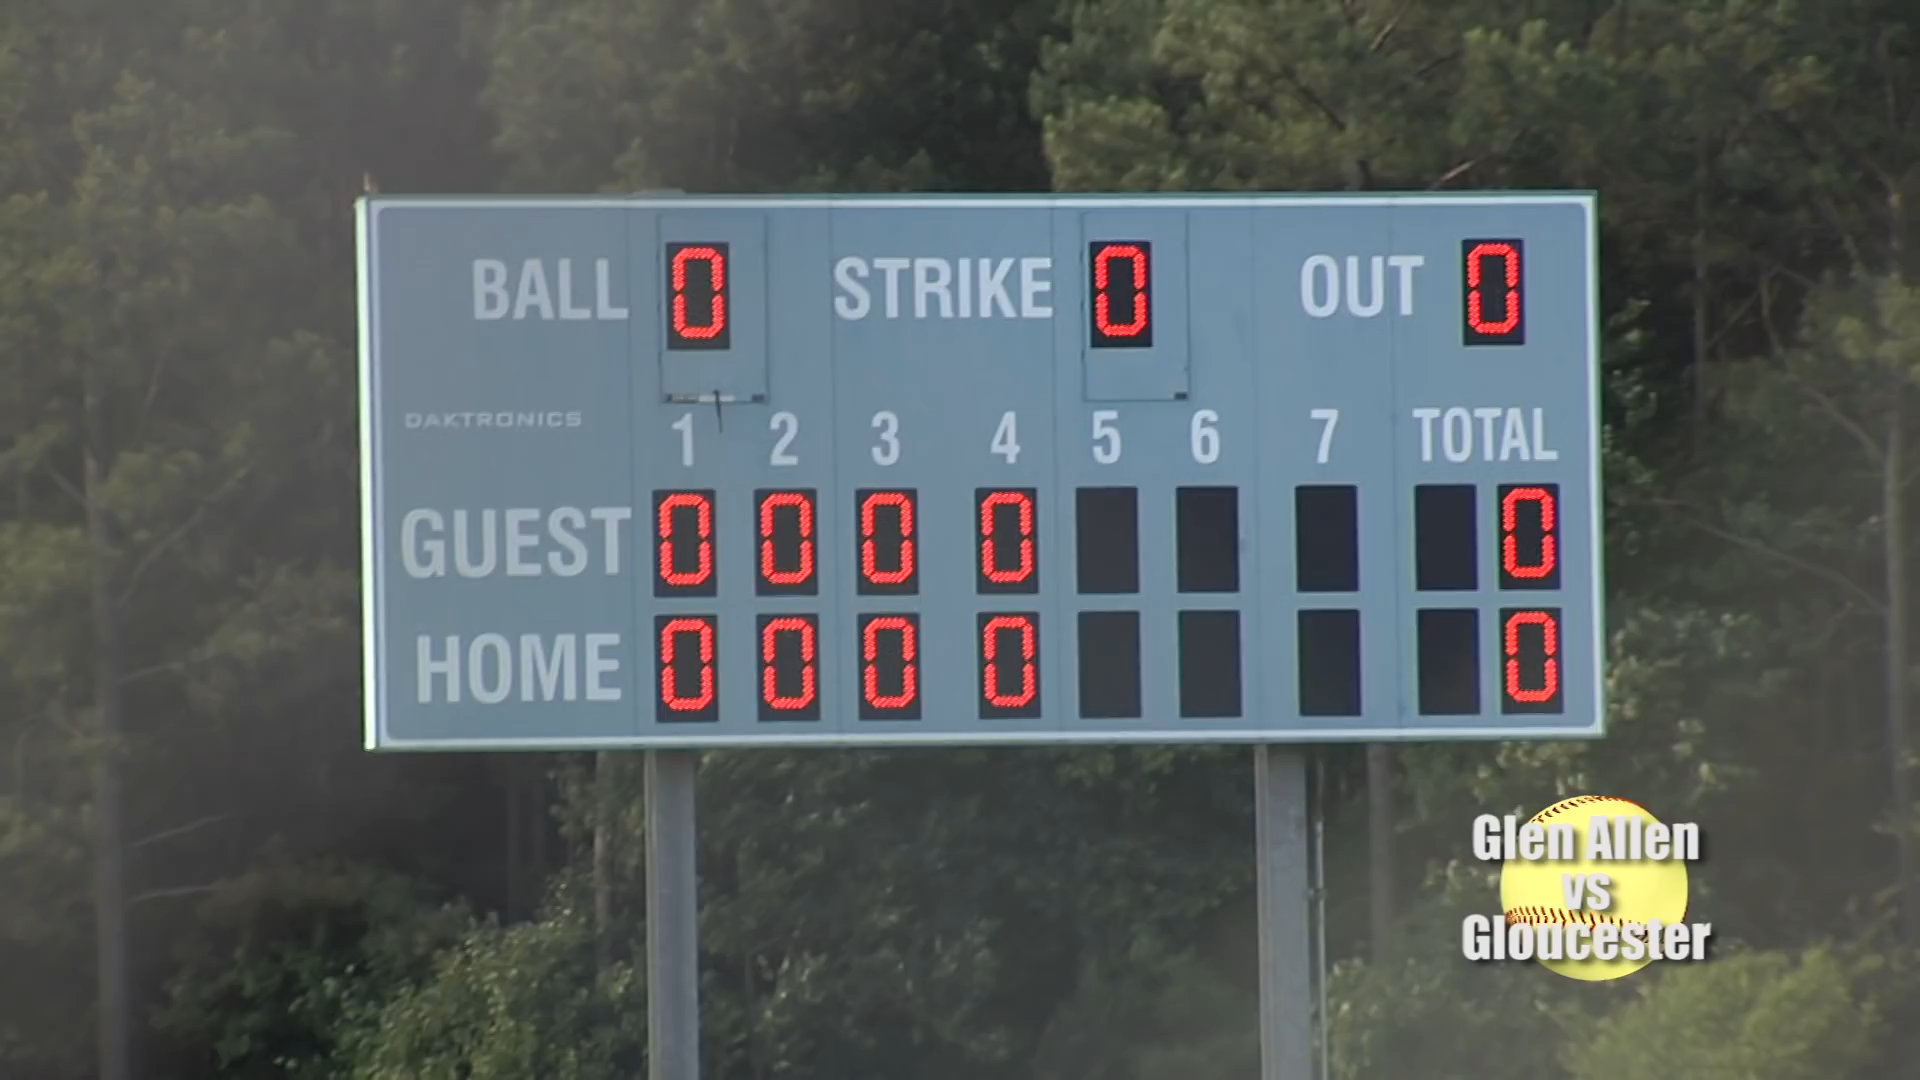 BALL 0 STRIKE 0 OUT 0
DAKTRONICS
1 2 3 4 5 6 7 TOTAL
GUEST 0 0 0 0 0
HOME 0 0 0 0 0
Glen Allen
vs
Gloucester